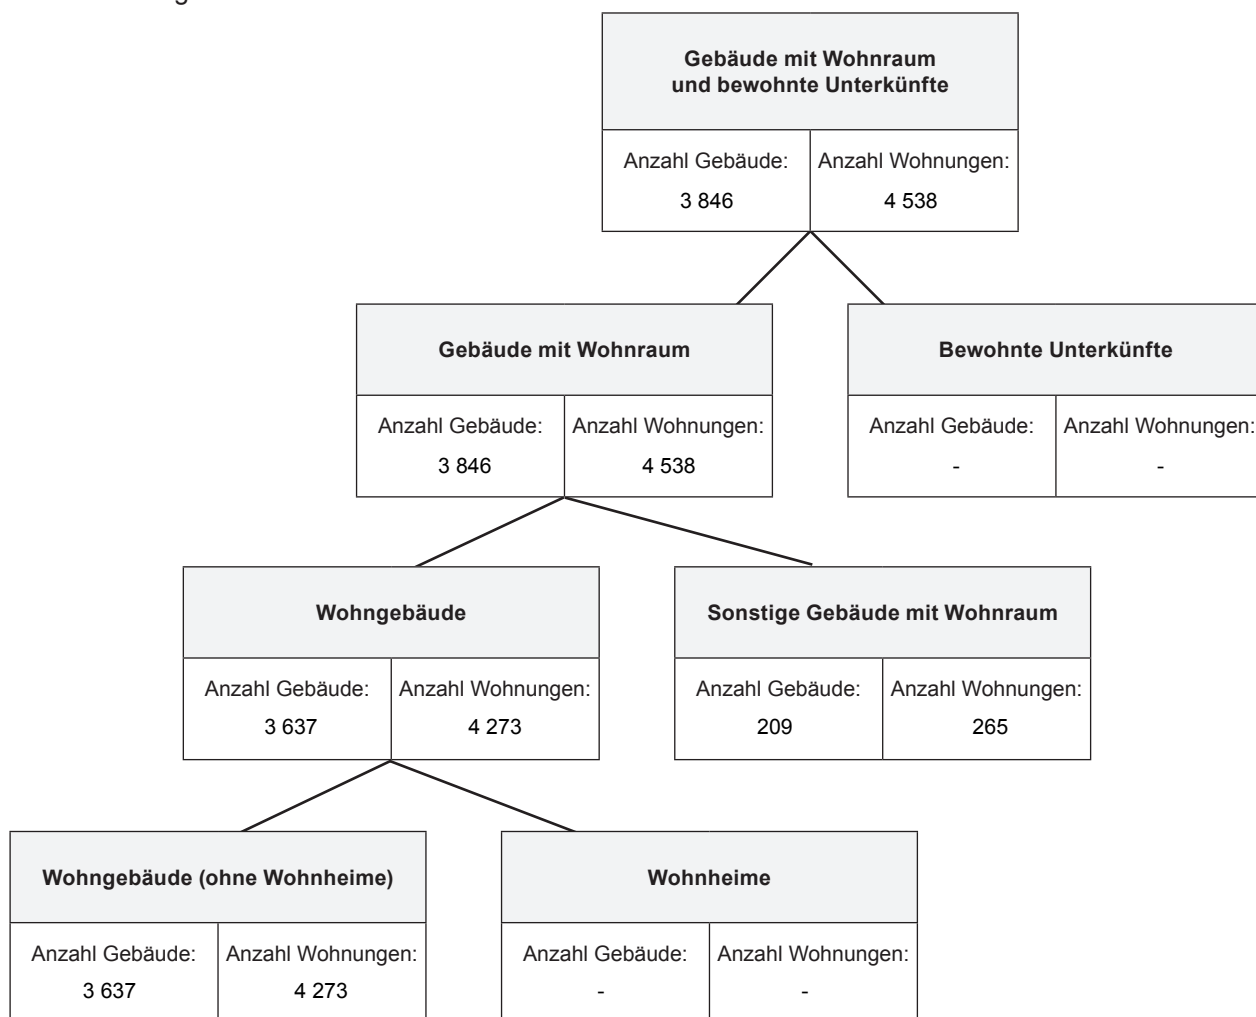 Gebäude mit Wohnraum
und bewohnte Unterkünfte
Anzahl Gebäude: Anzahl Wohnungen:
3 846 4 538
Gebäude mit Wohnraum
Anzahl Gebäude: Anzahl Wohnungen:
3 846 4 538
Bewohnte Unterkünfte
Anzahl Gebäude: Anzahl Wohnungen:
- -
Wohngebäude
Anzahl Gebäude: Anzahl Wohnungen:
3 637 4 273
Sonstige Gebäude mit Wohnraum
Anzahl Gebäude: Anzahl Wohnungen:
209 265
Wohngebäude (ohne Wohnheime)
Anzahl Gebäude: Anzahl Wohnungen:
3 637 4 273
Wohnheime
Anzahl Gebäude: Anzahl Wohnungen:
- -